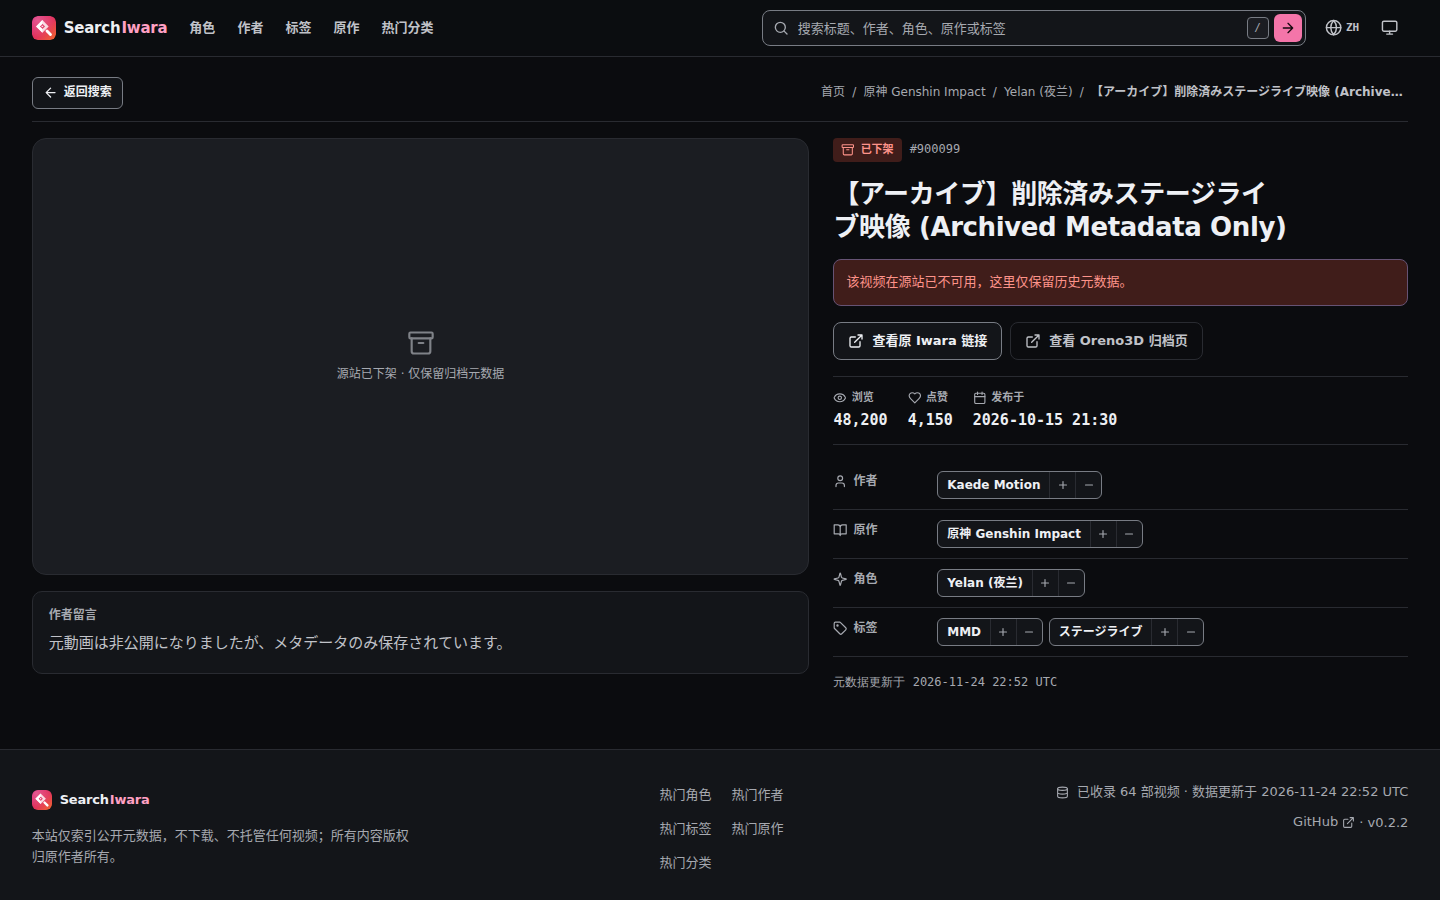 SearchIwara 角色 作者 标签 原作 热门分类 搜索标题、作者、角色、原作或标签 / ZH
返回搜索 首页 / 原神 Genshin Impact / Yelan (夜兰) / 【アーカイブ】削除済みステージライブ映像 (Archive…
源站已下架 · 仅保留归档元数据
作者留言
元動画は非公開になりましたが、メタデータのみ保存されています。
已下架 #900099
【アーカイブ】削除済みステージライ
ブ映像 (Archived Metadata Only)
该视频在源站已不可用，这里仅保留历史元数据。
查看原 Iwara 链接 查看 Oreno3D 归档页
浏览 点赞 发布于
48,200 4,150 2026-10-15 21:30
作者 Kaede Motion + −
原作 原神 Genshin Impact + −
角色 Yelan (夜兰) + −
标签 MMD + − ステージライブ + −
元数据更新于 2026-11-24 22:52 UTC
SearchIwara
本站仅索引公开元数据，不下载、不托管任何视频；所有内容版权
归原作者所有。
热门角色 热门作者
热门标签 热门原作
热门分类
已收录 64 部视频 · 数据更新于 2026-11-24 22:52 UTC
GitHub · v0.2.2